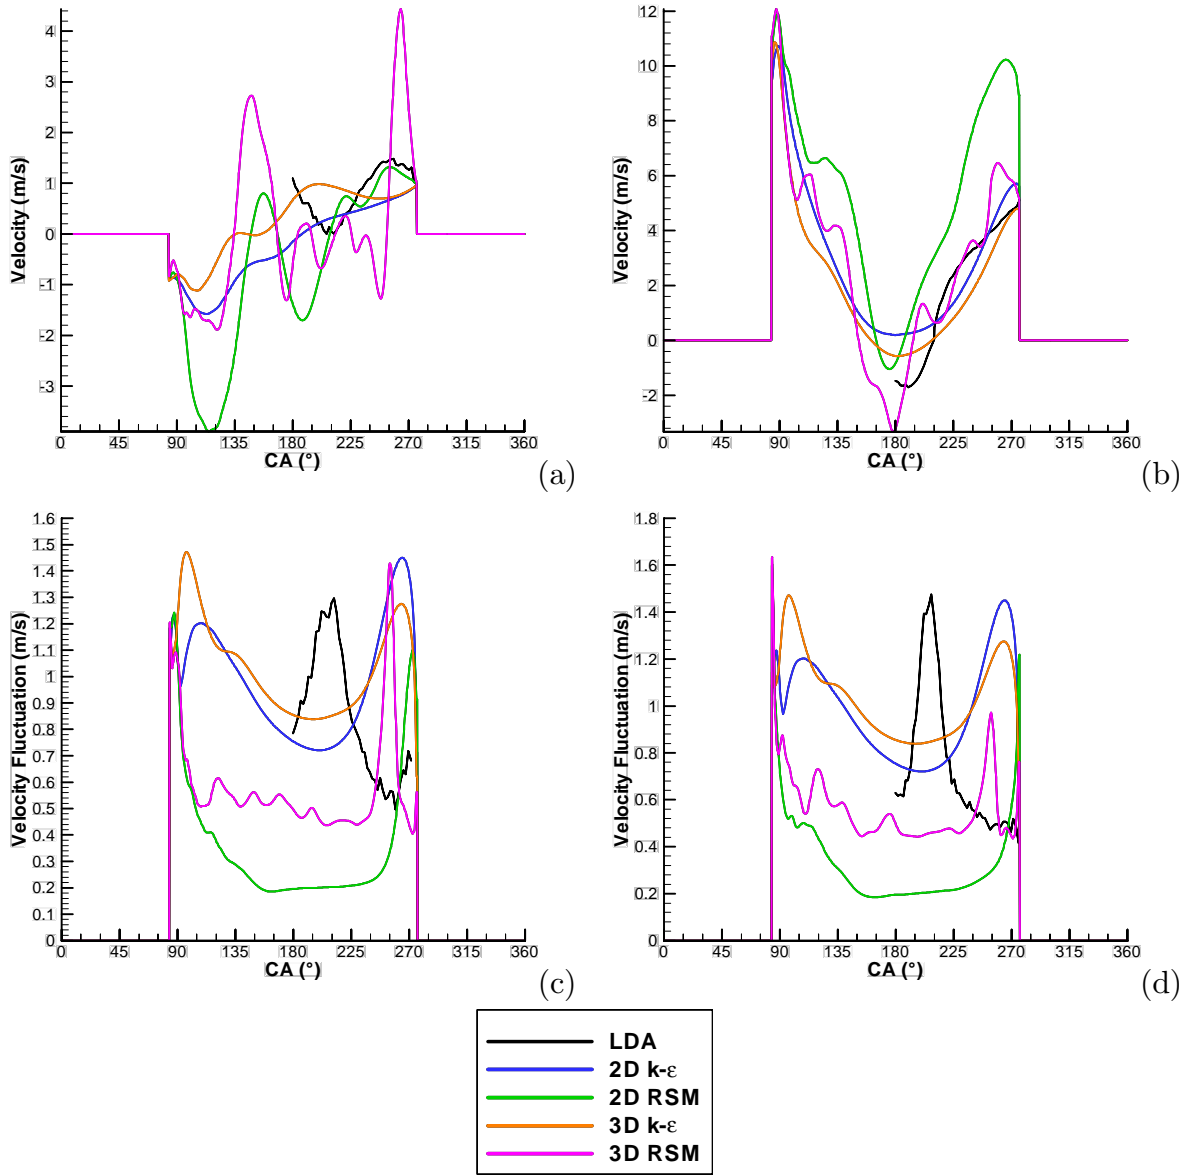 4
3
2
1
0
-1
-2
-3
Velocity (m/s)
0 45 90 135 180 225 270 315 360
CA (°)
(a)
12
10
8
6
4
2
0
-2
Velocity (m/s)
0 45 90 135 180 225 270 315 360
CA (°)
(b)
1.6
1.5
1.4
1.3
1.2
1.1
1
0.9
0.8
0.7
0.6
0.5
0.4
0.3
0.2
0.1
0
Velocity Fluctuation (m/s)
0 45 90 135 180 225 270 315 360
CA (°)
(c)
1.8
1.6
1.4
1.2
1
0.8
0.6
0.4
0.2
0
Velocity Fluctuation (m/s)
0 45 90 135 180 225 270 315 360
CA (°)
(d)
LDA
2D k-ε
2D RSM
3D k-ε
3D RSM